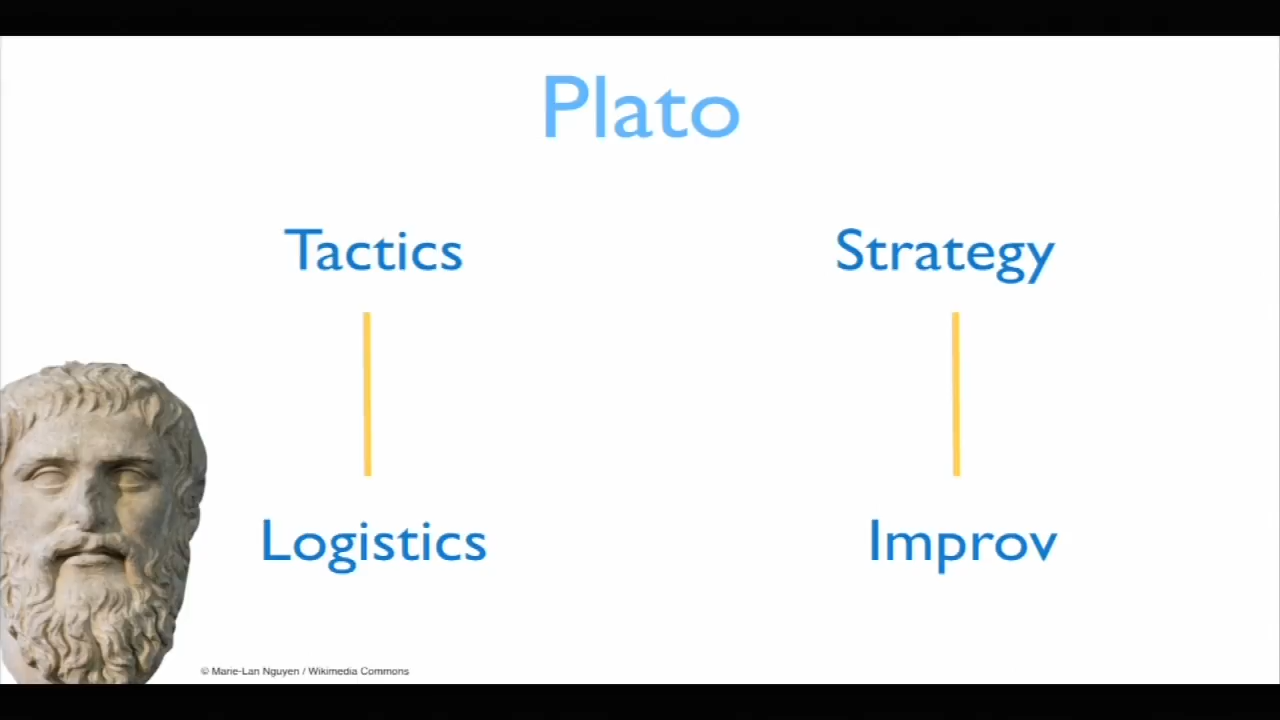 Plato
Tactics
Strategy
Logistics
Improv
© Marie-Lan Nguyen / Wikimedia Commons